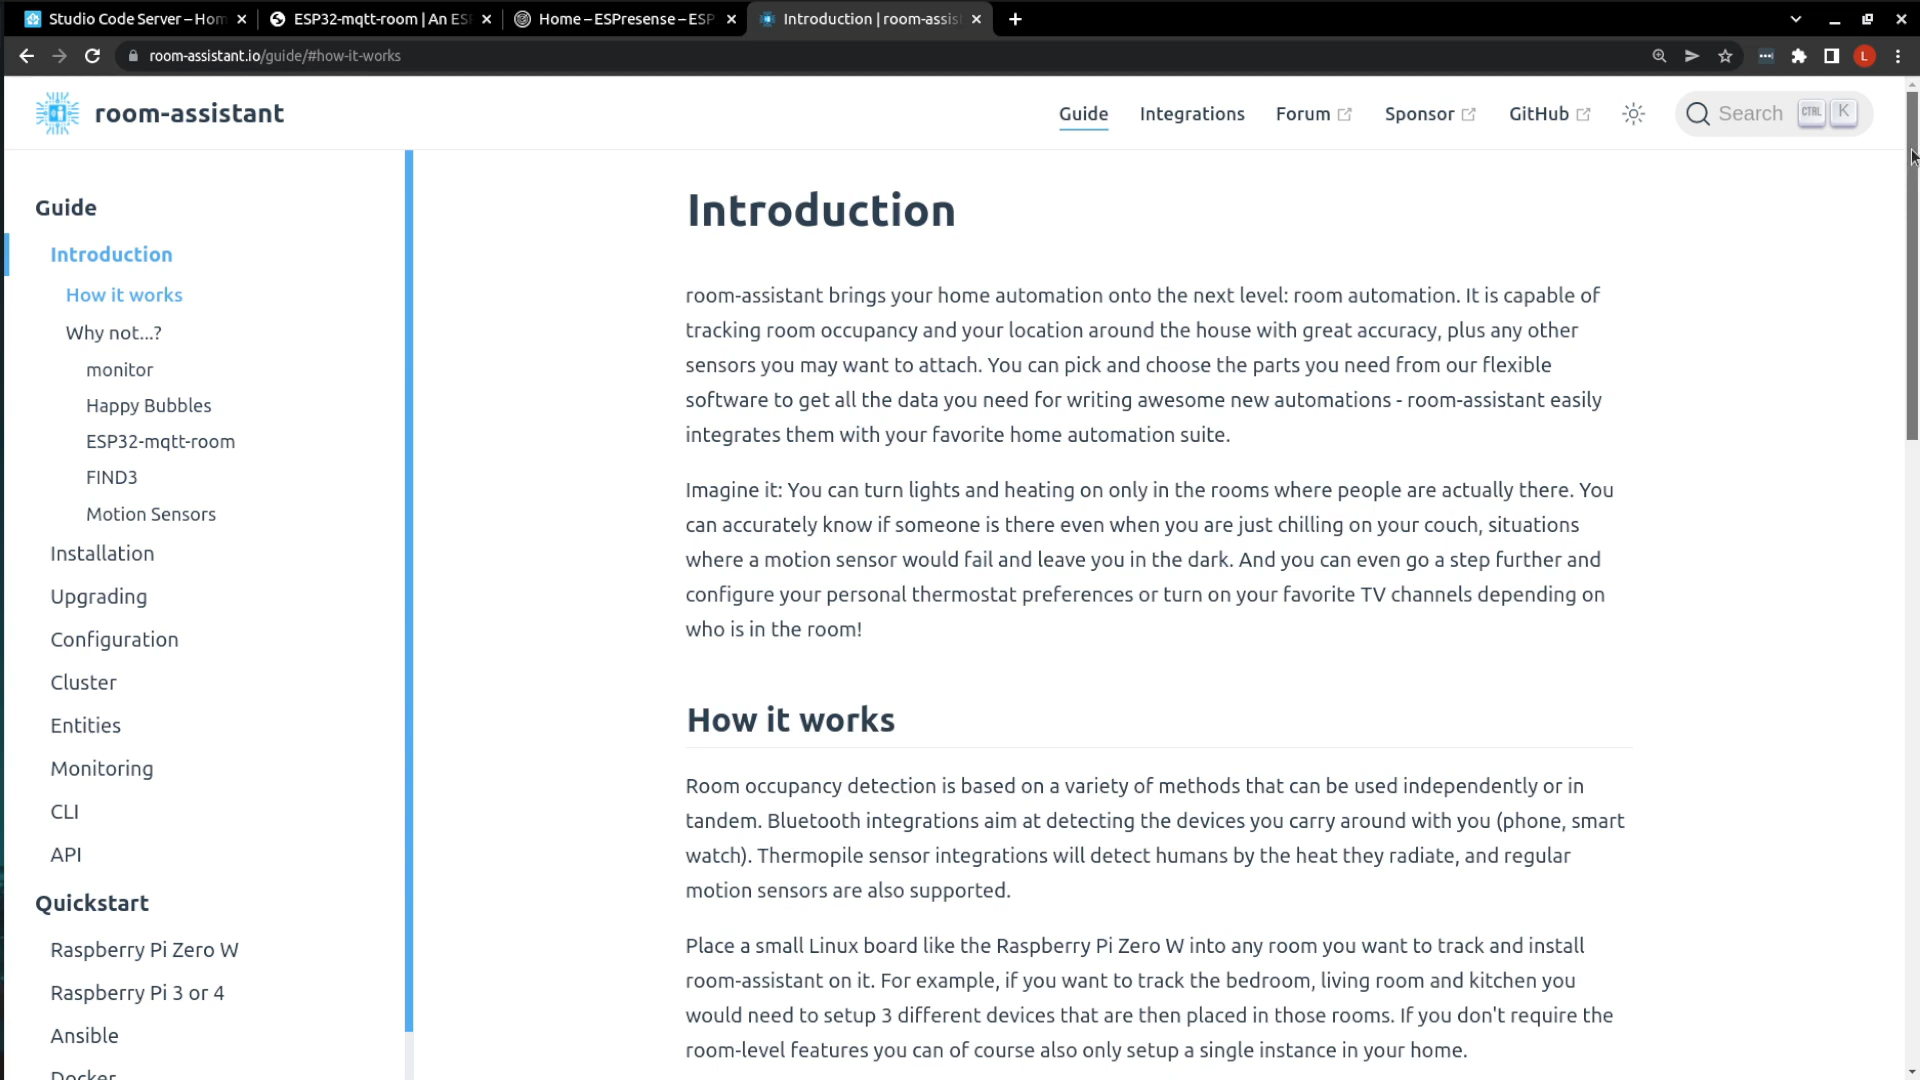 Studio Code Server – Hom
ESP32-mqtt-room | An ESP
Home – ESPresense – ESP
Introduction | room-assis
room-assistant.io/guide/#how-it-works
L
room-assistant
Guide
Integrations
Forum
Sponsor
GitHub
Search
CTRL
K
Guide
Introduction
How it works
Why not...?
monitor
Happy Bubbles
ESP32-mqtt-room
FIND3
Motion Sensors
Installation
Upgrading
Configuration
Cluster
Entities
Monitoring
CLI
API
Quickstart
Raspberry Pi Zero W
Raspberry Pi 3 or 4
Ansible
Docker
Introduction
room-assistant brings your home automation onto the next level: room automation. It is capable of
tracking room occupancy and your location around the house with great accuracy, plus any other
sensors you may want to attach. You can pick and choose the parts you need from our flexible
software to get all the data you need for writing awesome new automations - room-assistant easily
integrates them with your favorite home automation suite.
Imagine it: You can turn lights and heating on only in the rooms where people are actually there. You
can accurately know if someone is there even when you are just chilling on your couch, situations
where a motion sensor would fail and leave you in the dark. And you can even go a step further and
configure your personal thermostat preferences or turn on your favorite TV channels depending on
who is in the room!
How it works
Room occupancy detection is based on a variety of methods that can be used independently or in
tandem. Bluetooth integrations aim at detecting the devices you carry around with you (phone, smart
watch). Thermopile sensor integrations will detect humans by the heat they radiate, and regular
motion sensors are also supported.
Place a small Linux board like the Raspberry Pi Zero W into any room you want to track and install
room-assistant on it. For example, if you want to track the bedroom, living room and kitchen you
would need to setup 3 different devices that are then placed in those rooms. If you don't require the
room-level features you can of course also only setup a single instance in your home.